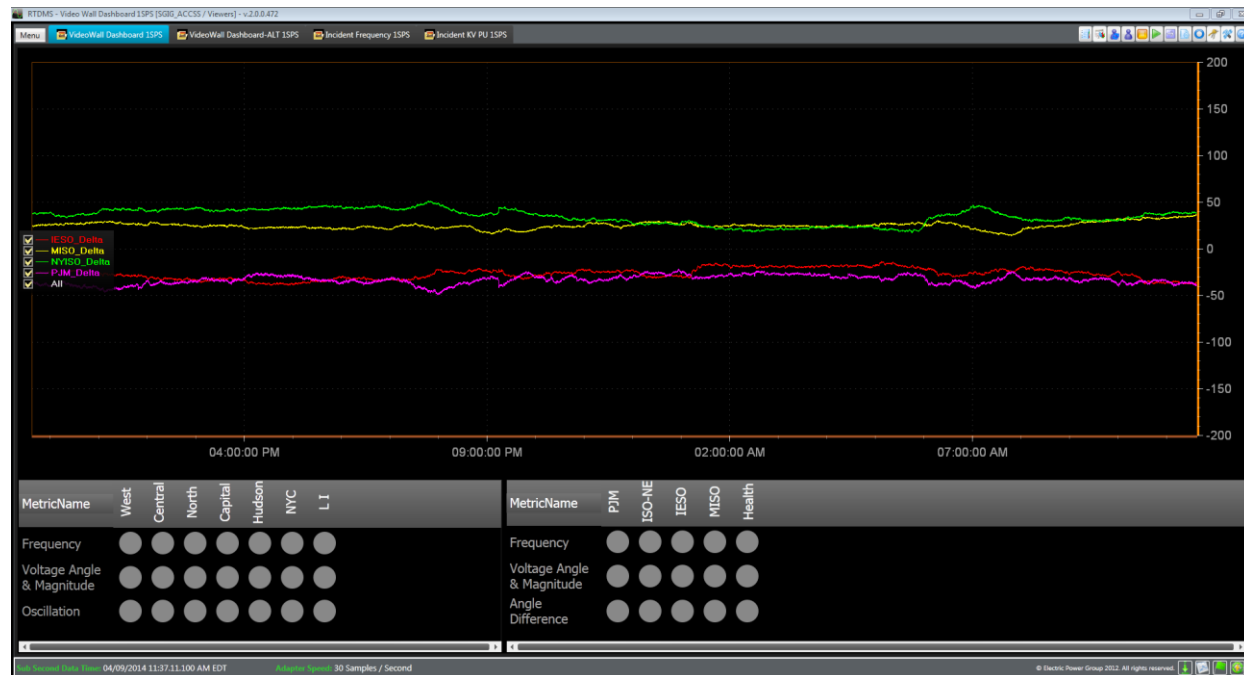 RTDMS - Video Wall Dashboard 1SPS [SGIG_ACCSS / Viewers] - v.2.0.0.472
Menu VideoWall Dashboard 1SPS VideoWall Dashboard-ALT 1SPS Incident Frequency 1SPS Incident KV PU 1SPS
200
150
100
50
0
-50
-100
-150
-200
IESO_Delta
MISO_Delta
NYISO_Delta
PJM_Delta
All
04:00:00 PM 09:00:00 PM 02:00:00 AM 07:00:00 AM
MetricName West Central North Capital Hudson NYC L I
Frequency
Voltage Angle
& Magnitude
Oscillation
MetricName PJM ISO-NE IESO MISO Health
Frequency
Voltage Angle
& Magnitude
Angle
Difference
Sub Second Data Time: 04/09/2014 11:37.11.100 AM EDT Adapter Speed: 30 Samples / Second © Electric Power Group 2012. All rights reserved.